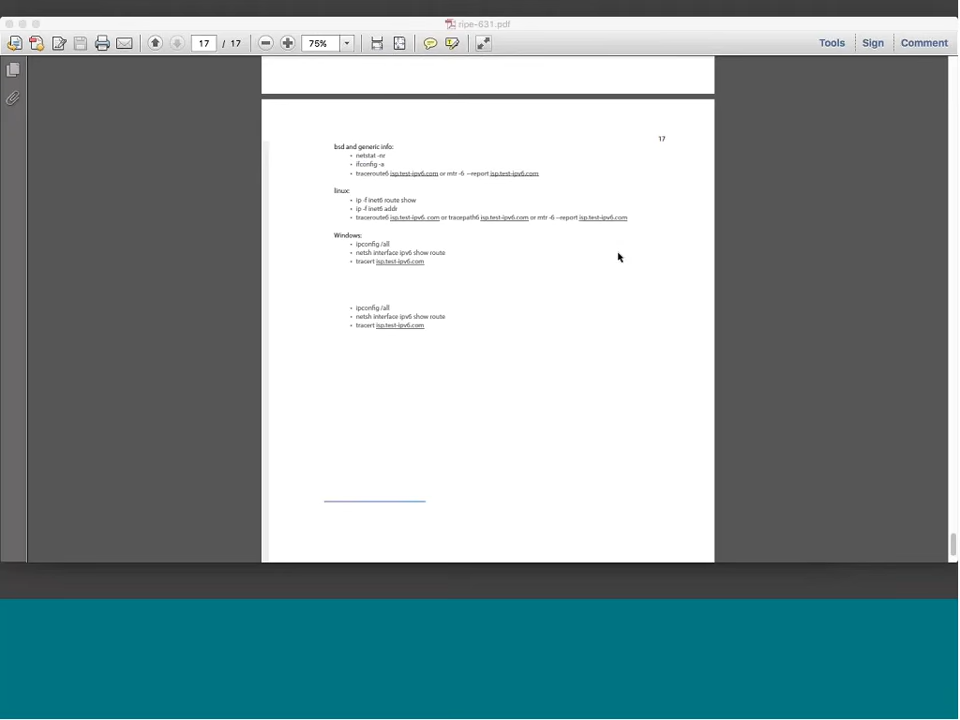 ripe-631.pdf
17 / 17 75% Tools Sign Comment
17
bsd and generic info:
• netstat -nr
• ifconfig -a
• traceroute6 isp.test-ipv6.com or mtr -6 --report isp.test-ipv6.com
linux:
• ip -f inet6 route show
• ip -f inet6 addr
• traceroute6 isp.test-ipv6.com or tracepath6 isp.test-ipv6.com or mtr -6 --report isp.test-ipv6.com
Windows:
• ipconfig /all
• netsh interface ipv6 show route
• tracert isp.test-ipv6.com
• ipconfig /all
• netsh interface ipv6 show route
• tracert isp.test-ipv6.com